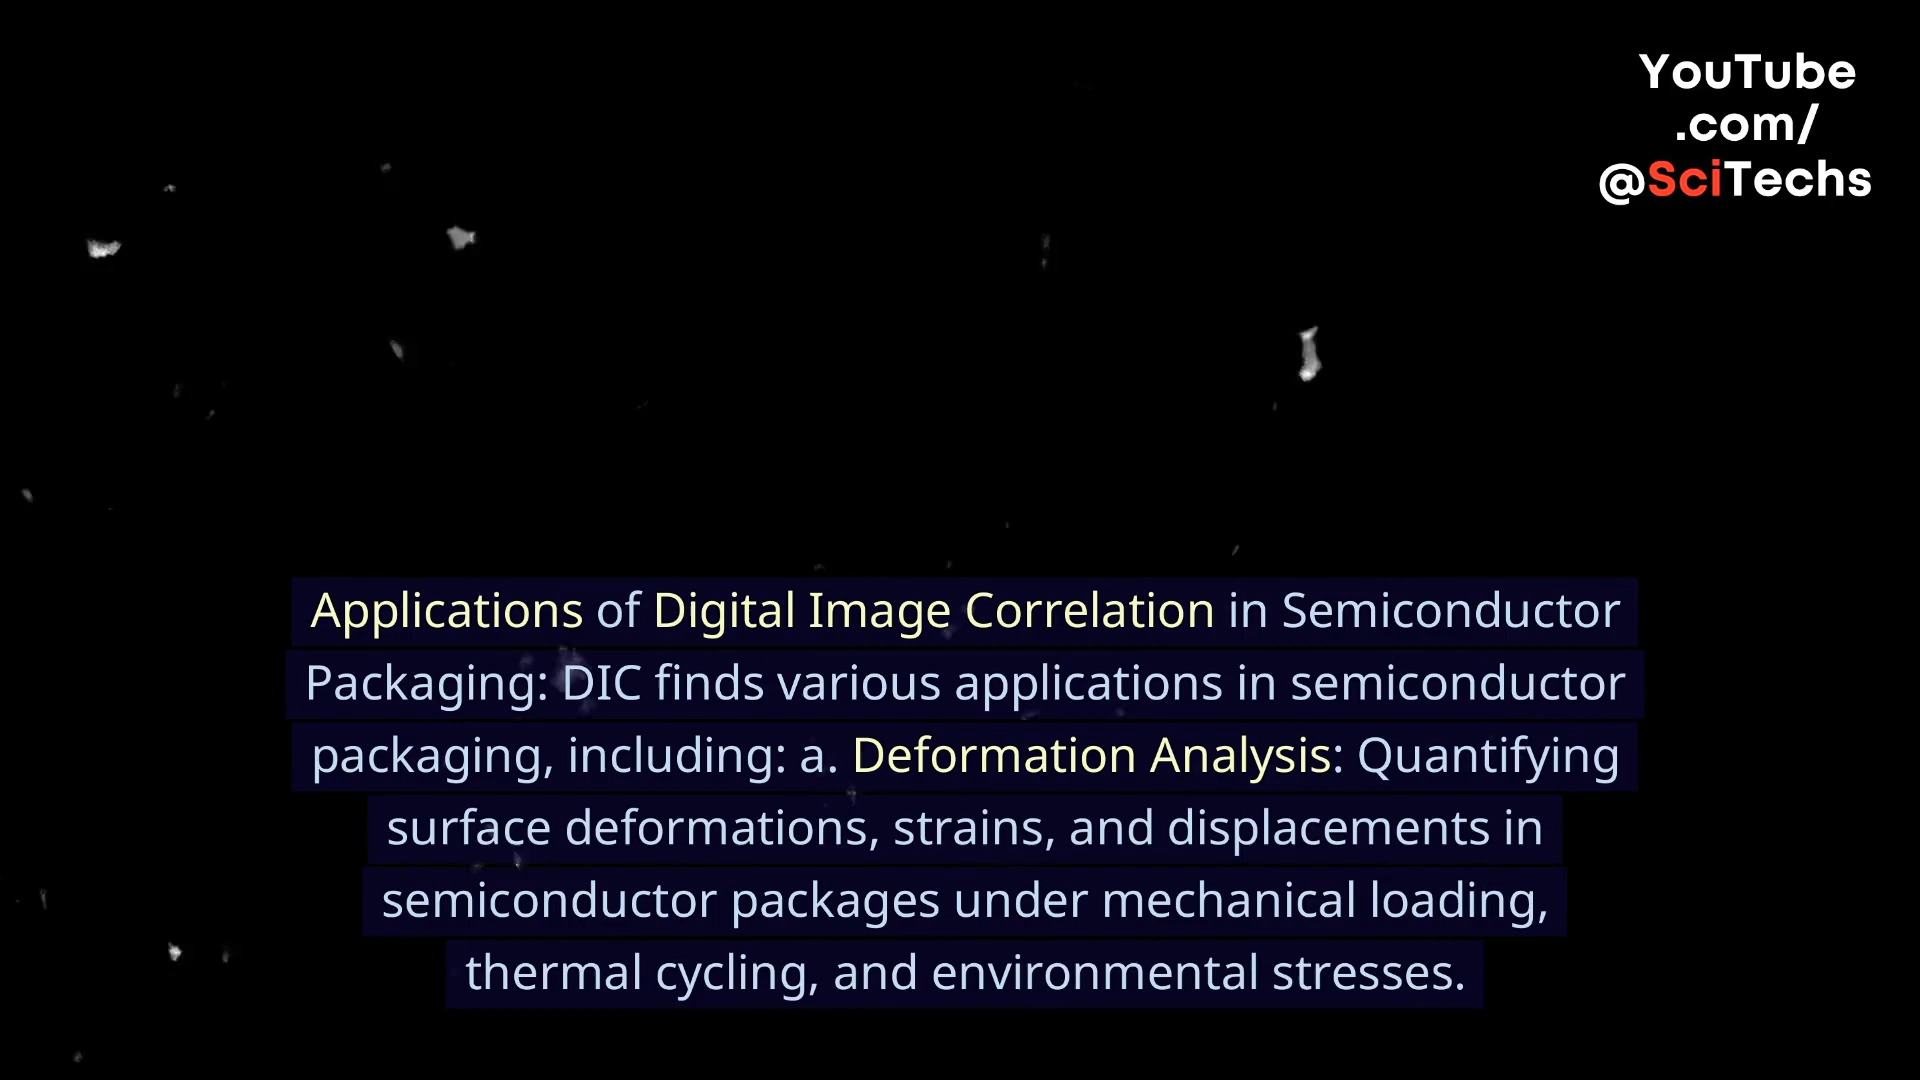 YouTube
.com/
@SciTechs
Applications of Digital Image Correlation in Semiconductor
Packaging: DIC finds various applications in semiconductor
packaging, including: a. Deformation Analysis: Quantifying
surface deformations, strains, and displacements in
semiconductor packages under mechanical loading,
thermal cycling, and environmental stresses.